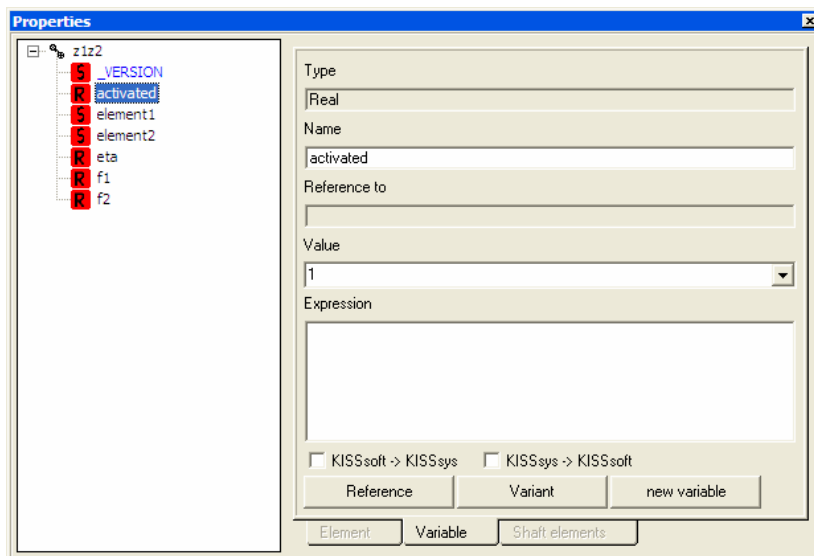 Properties
z1z2
S _VERSION
R activated
S element1
S element2
R eta
R f1
R f2
Type
Real
Name
activated
Reference to
Value
1
Expression
KISSsoft -> KISSsys KISSsys -> KISSsoft
Reference Variant new variable
Element Variable Shaft elements